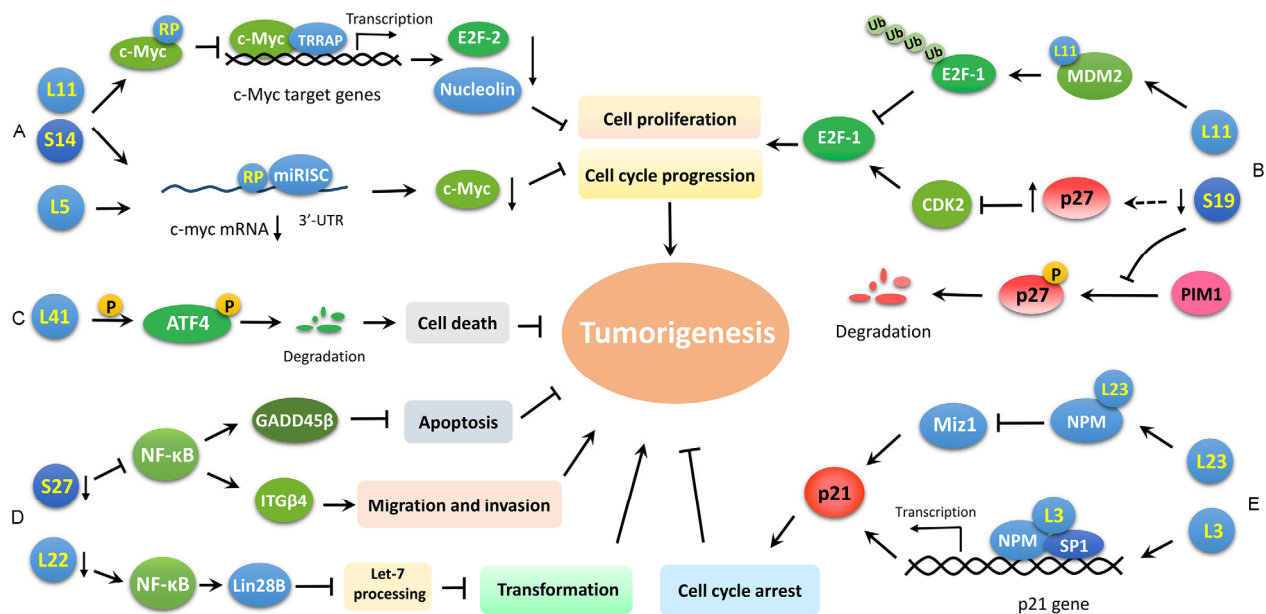 A
L11
S14
L5
RP
c-Myc
c-Myc
TRRAP
Transcription
c-Myc target genes
E2F-2
Nucleolin
RP
miRISC
c-myc mRNA
3′-UTR
c-Myc
Cell proliferation
Cell cycle progression
B
L11
S19
L11
MDM2
Ub
Ub
Ub
Ub
E2F-1
E2F-1
CDK2
p27
PIM1
P
p27
Degradation
C
L41
P
P
ATF4
Degradation
Cell death
Tumorigenesis
D
S27
NF-κB
GADD45β
Apoptosis
ITGβ4
Migration and invasion
L22
NF-κB
Lin28B
Let-7
processing
Transformation
Cell cycle arrest
E
L23
L23
NPM
Miz1
p21
L3
L3
NPM
SP1
Transcription
p21 gene